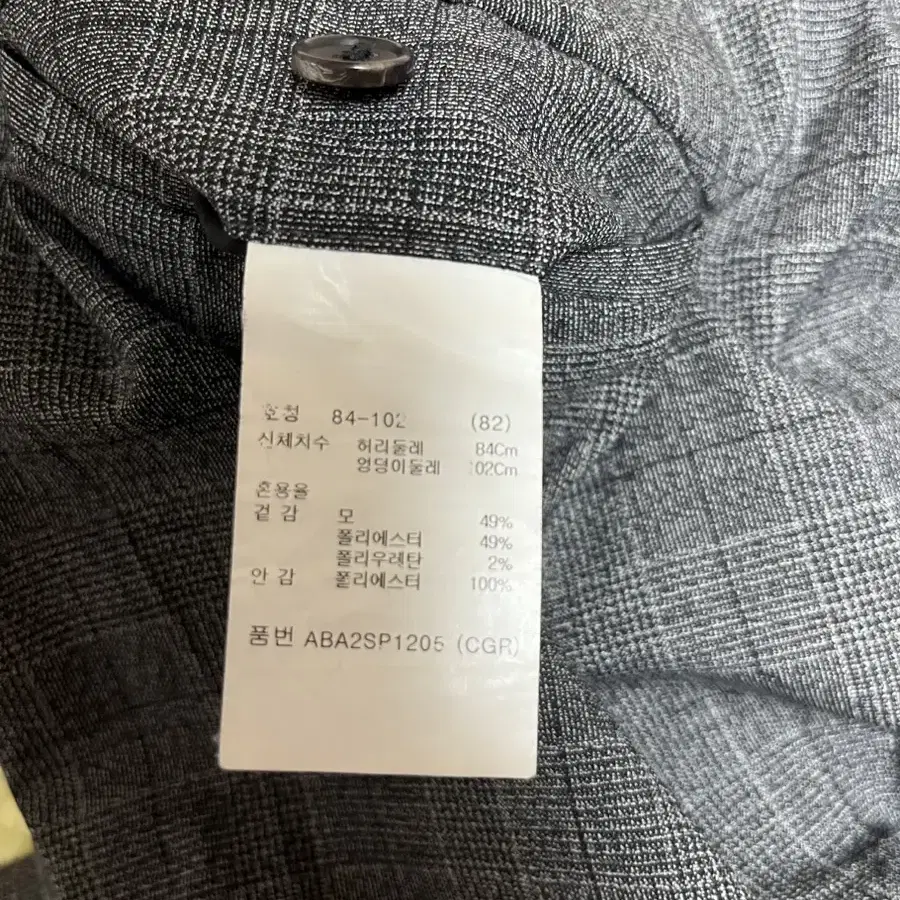 호칭 84-102 (82)
신체치수 허리둘레 84Cm
엉덩이둘레 102Cm
혼용율
겉감 모 49%
폴리에스터 49%
폴리우레탄 2%
안감 폴리에스터 100%
품번 ABA2SP1205 (CGR)